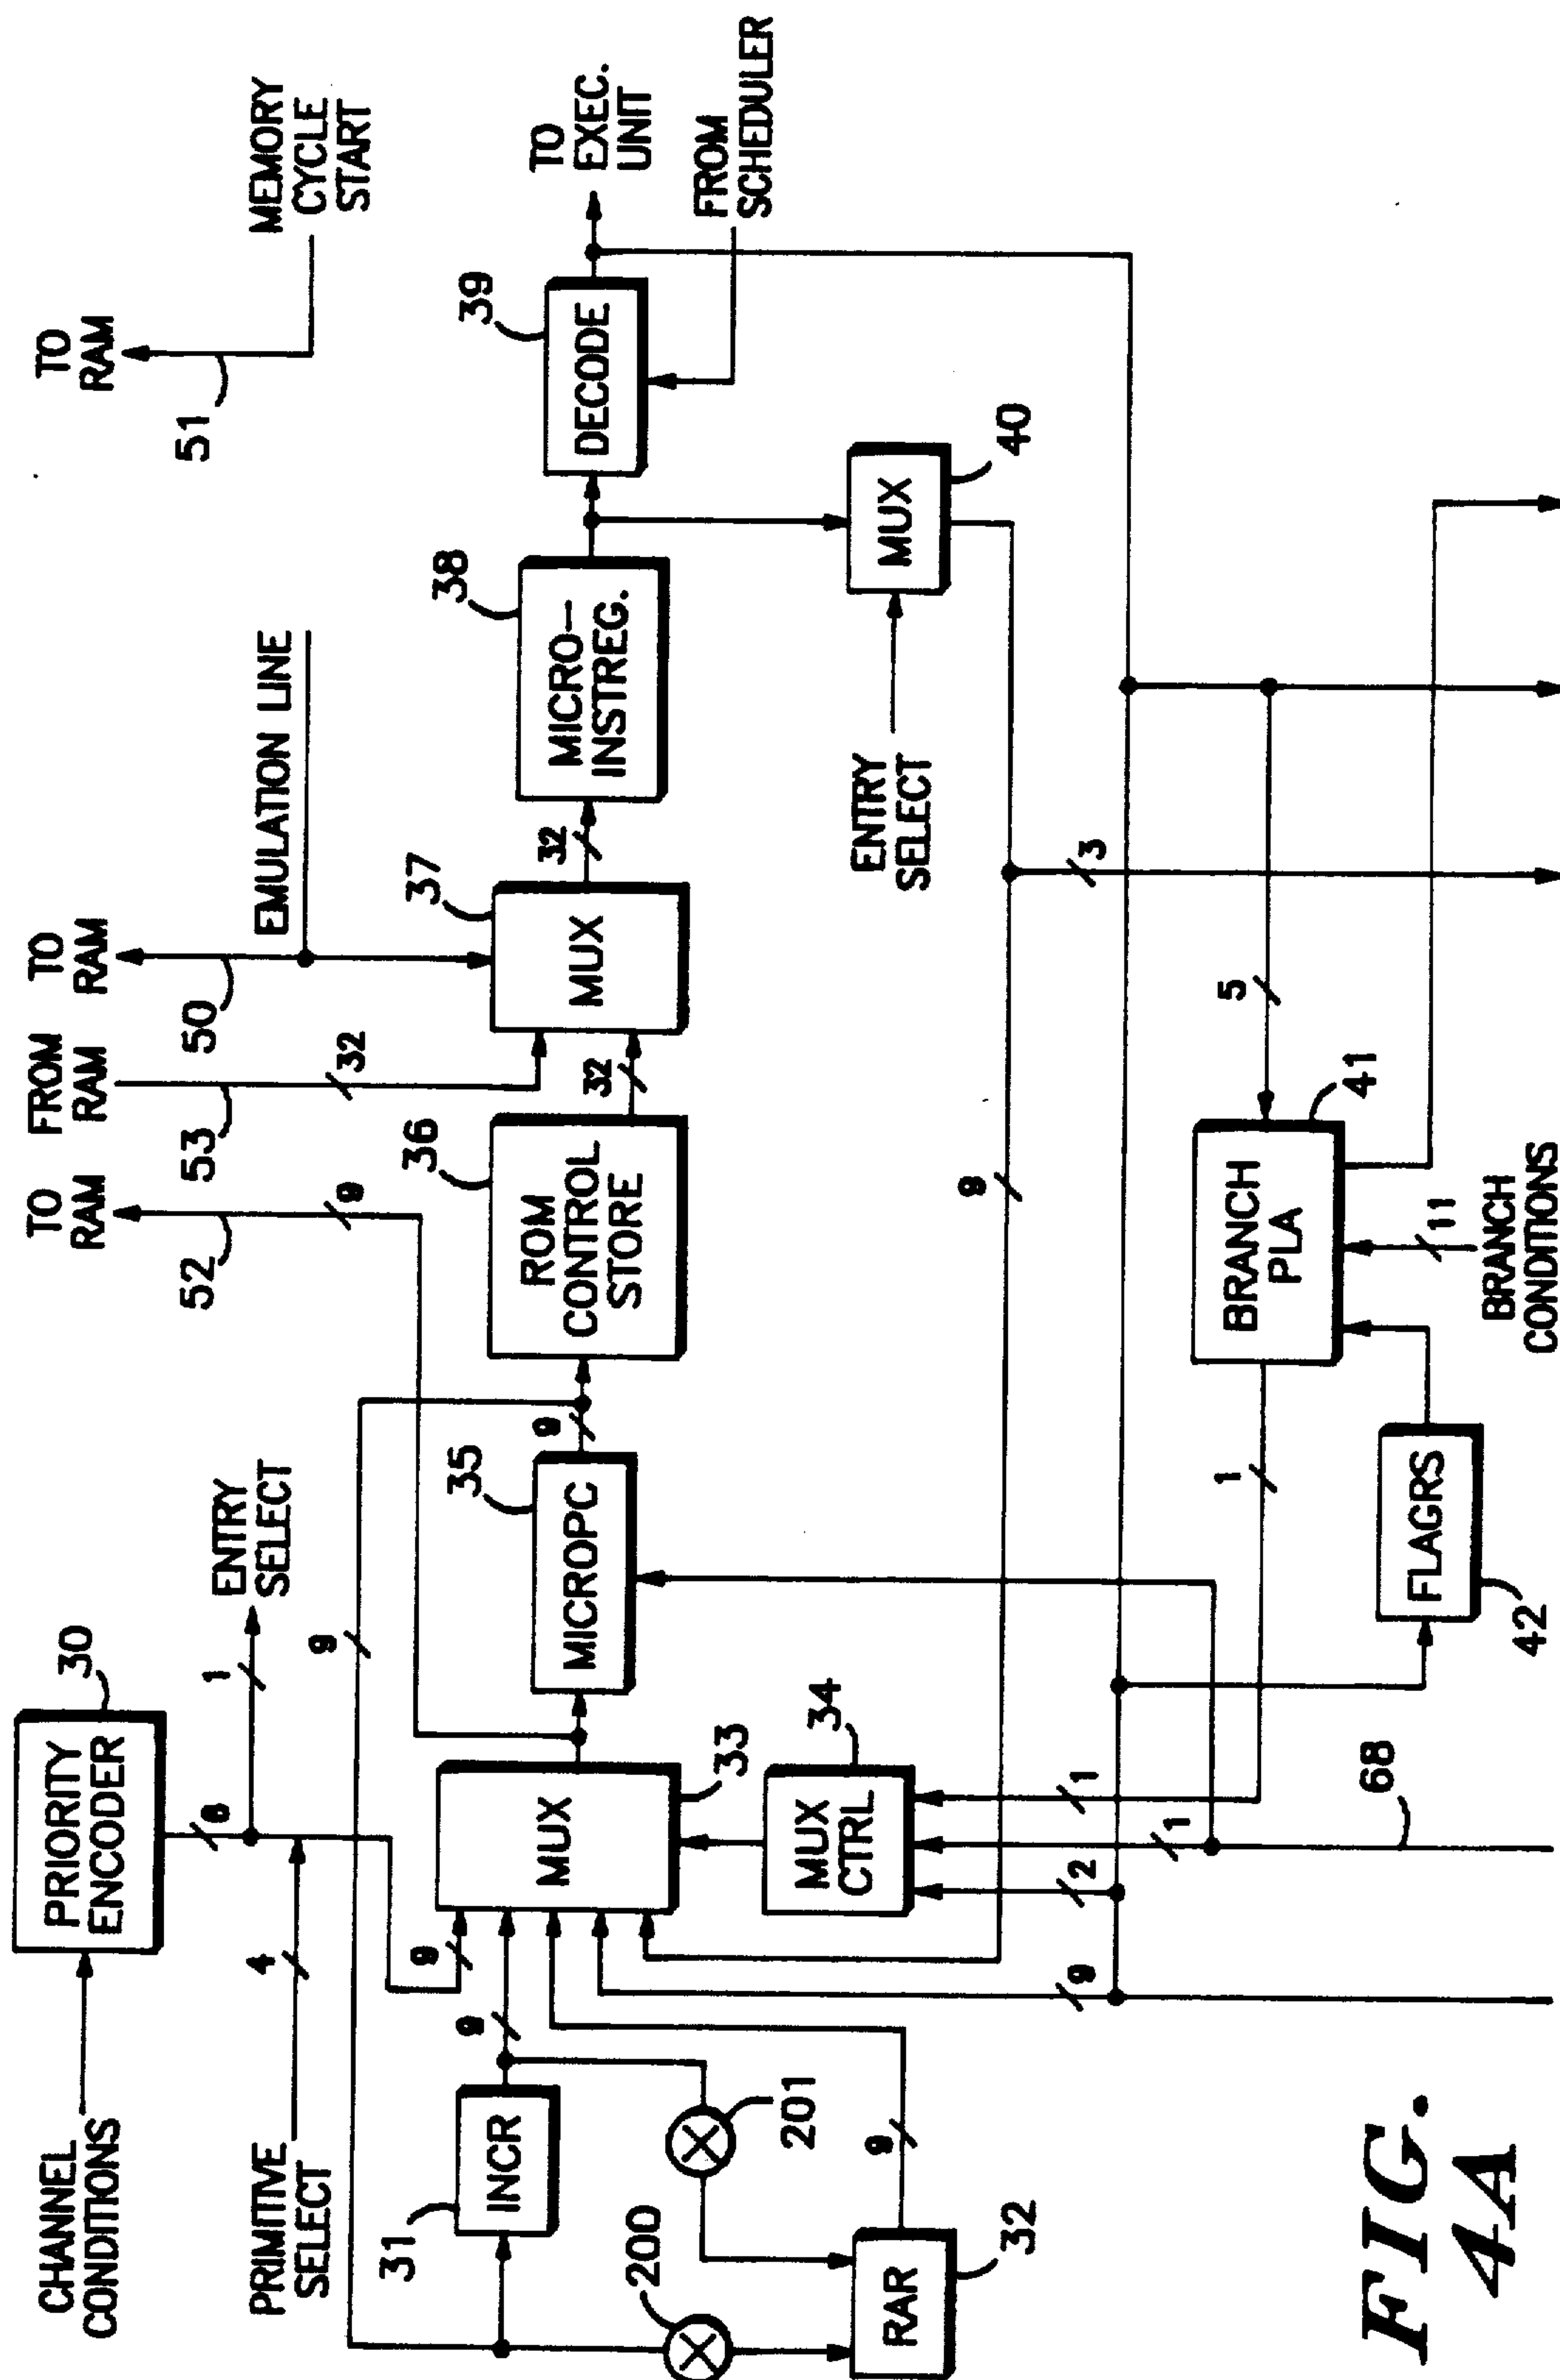 CHANNEL
CONDITIONS
PRIORITY
ENCODER
30
6
1
ENTRY
SELECT
PRIMITIVE
SELECT
4
9
9
TO
RAM
52
9
FROM
RAM
53
32
TO
RAM
50
EMULATION LINE
TO
RAM
51
MEMORY
CYCLE
START
31
INCR
9
200
201
RAR
32
9
MUX
33
MUX
CTRL
34
2
1
1
9
MICROPC
35
9
ROM
CONTROL
STORE
36
32
MUX
37
32
MICRO-
INSTREG.
38
DECODE
39
TO
EXEC.
UNIT
FROM
SCHEDULER
ENTRY
SELECT
MUX
40
3
1
68
FLAGRS
42
BRANCH
PLA
41
5
11
BRANCH
CONDITIONS
FIG.
4A